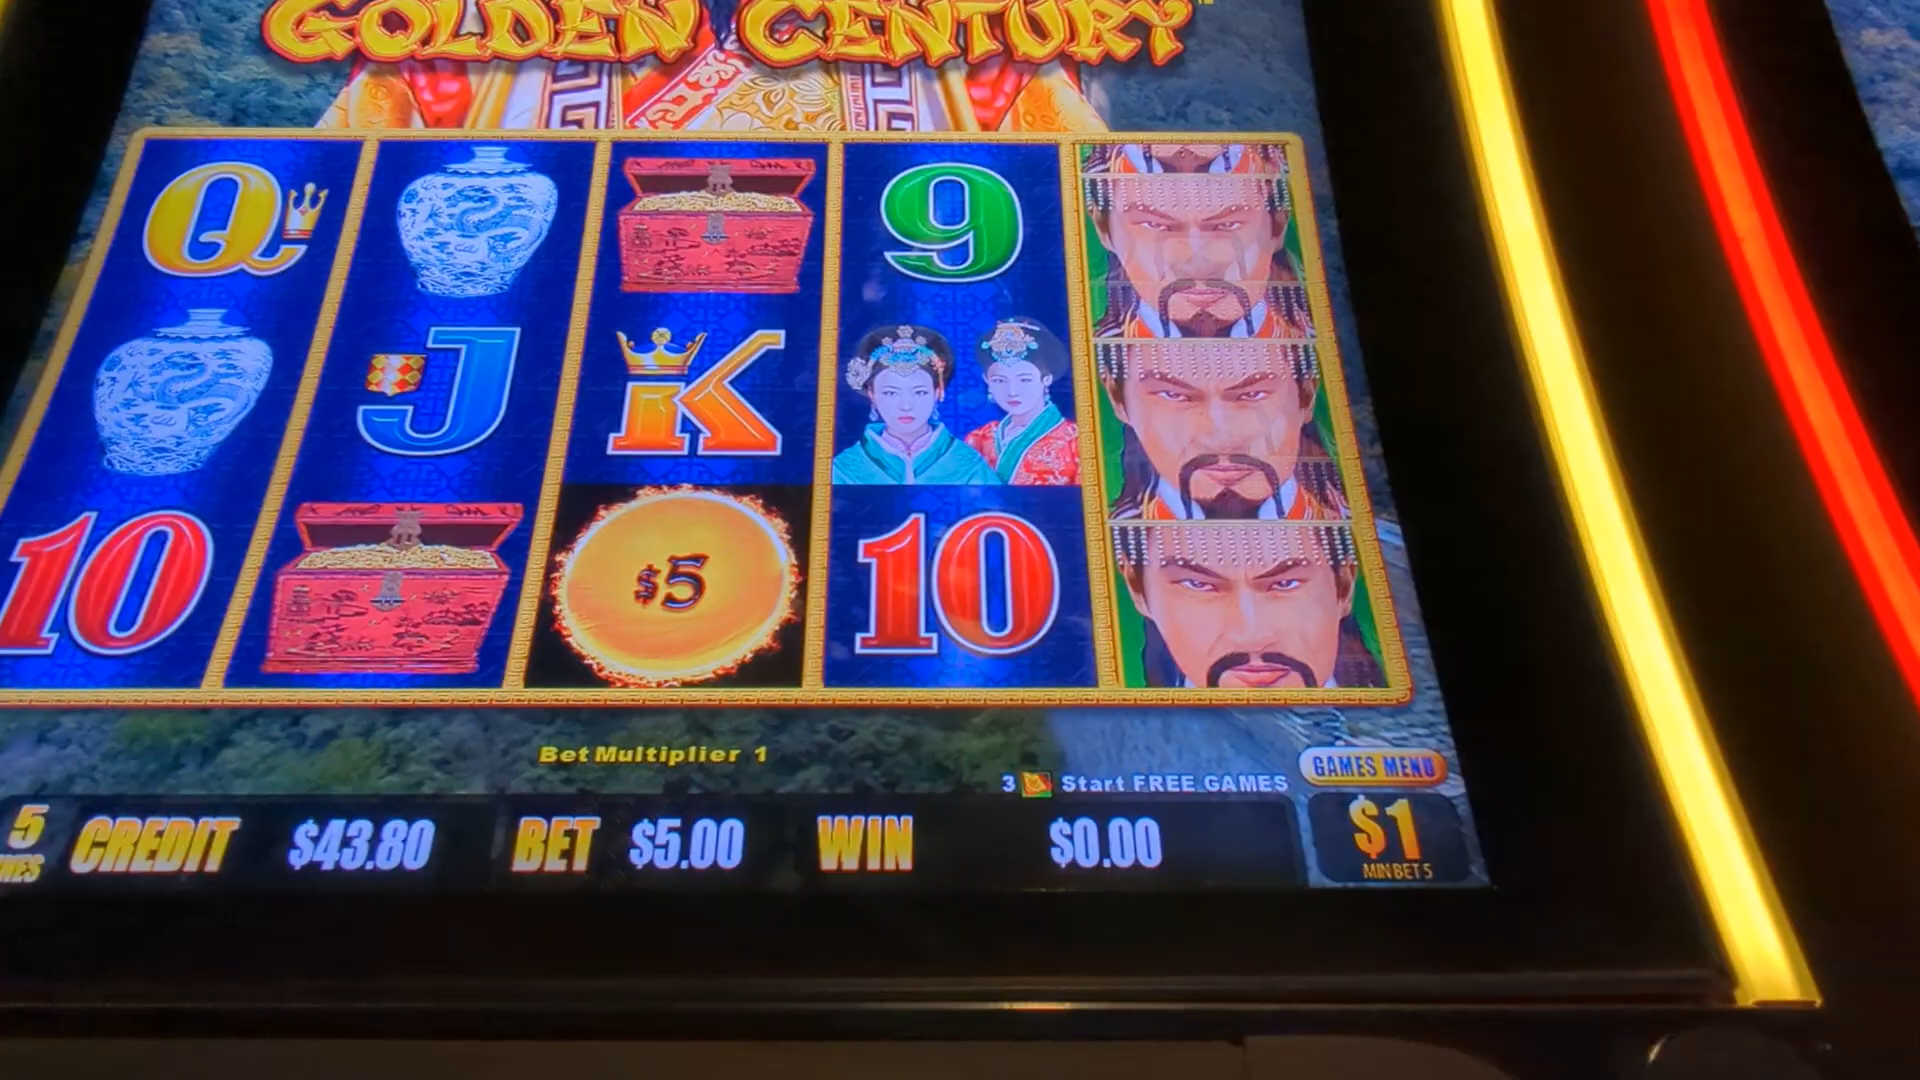 GOLDEN CENTURY™
Q
9
J
K
10
$5
10
Bet Multiplier 1
3 Start FREE GAMES
GAMES MENU
5
CREDIT $43.80 BET $5.00 WIN $0.00
$1
MIN BET 5